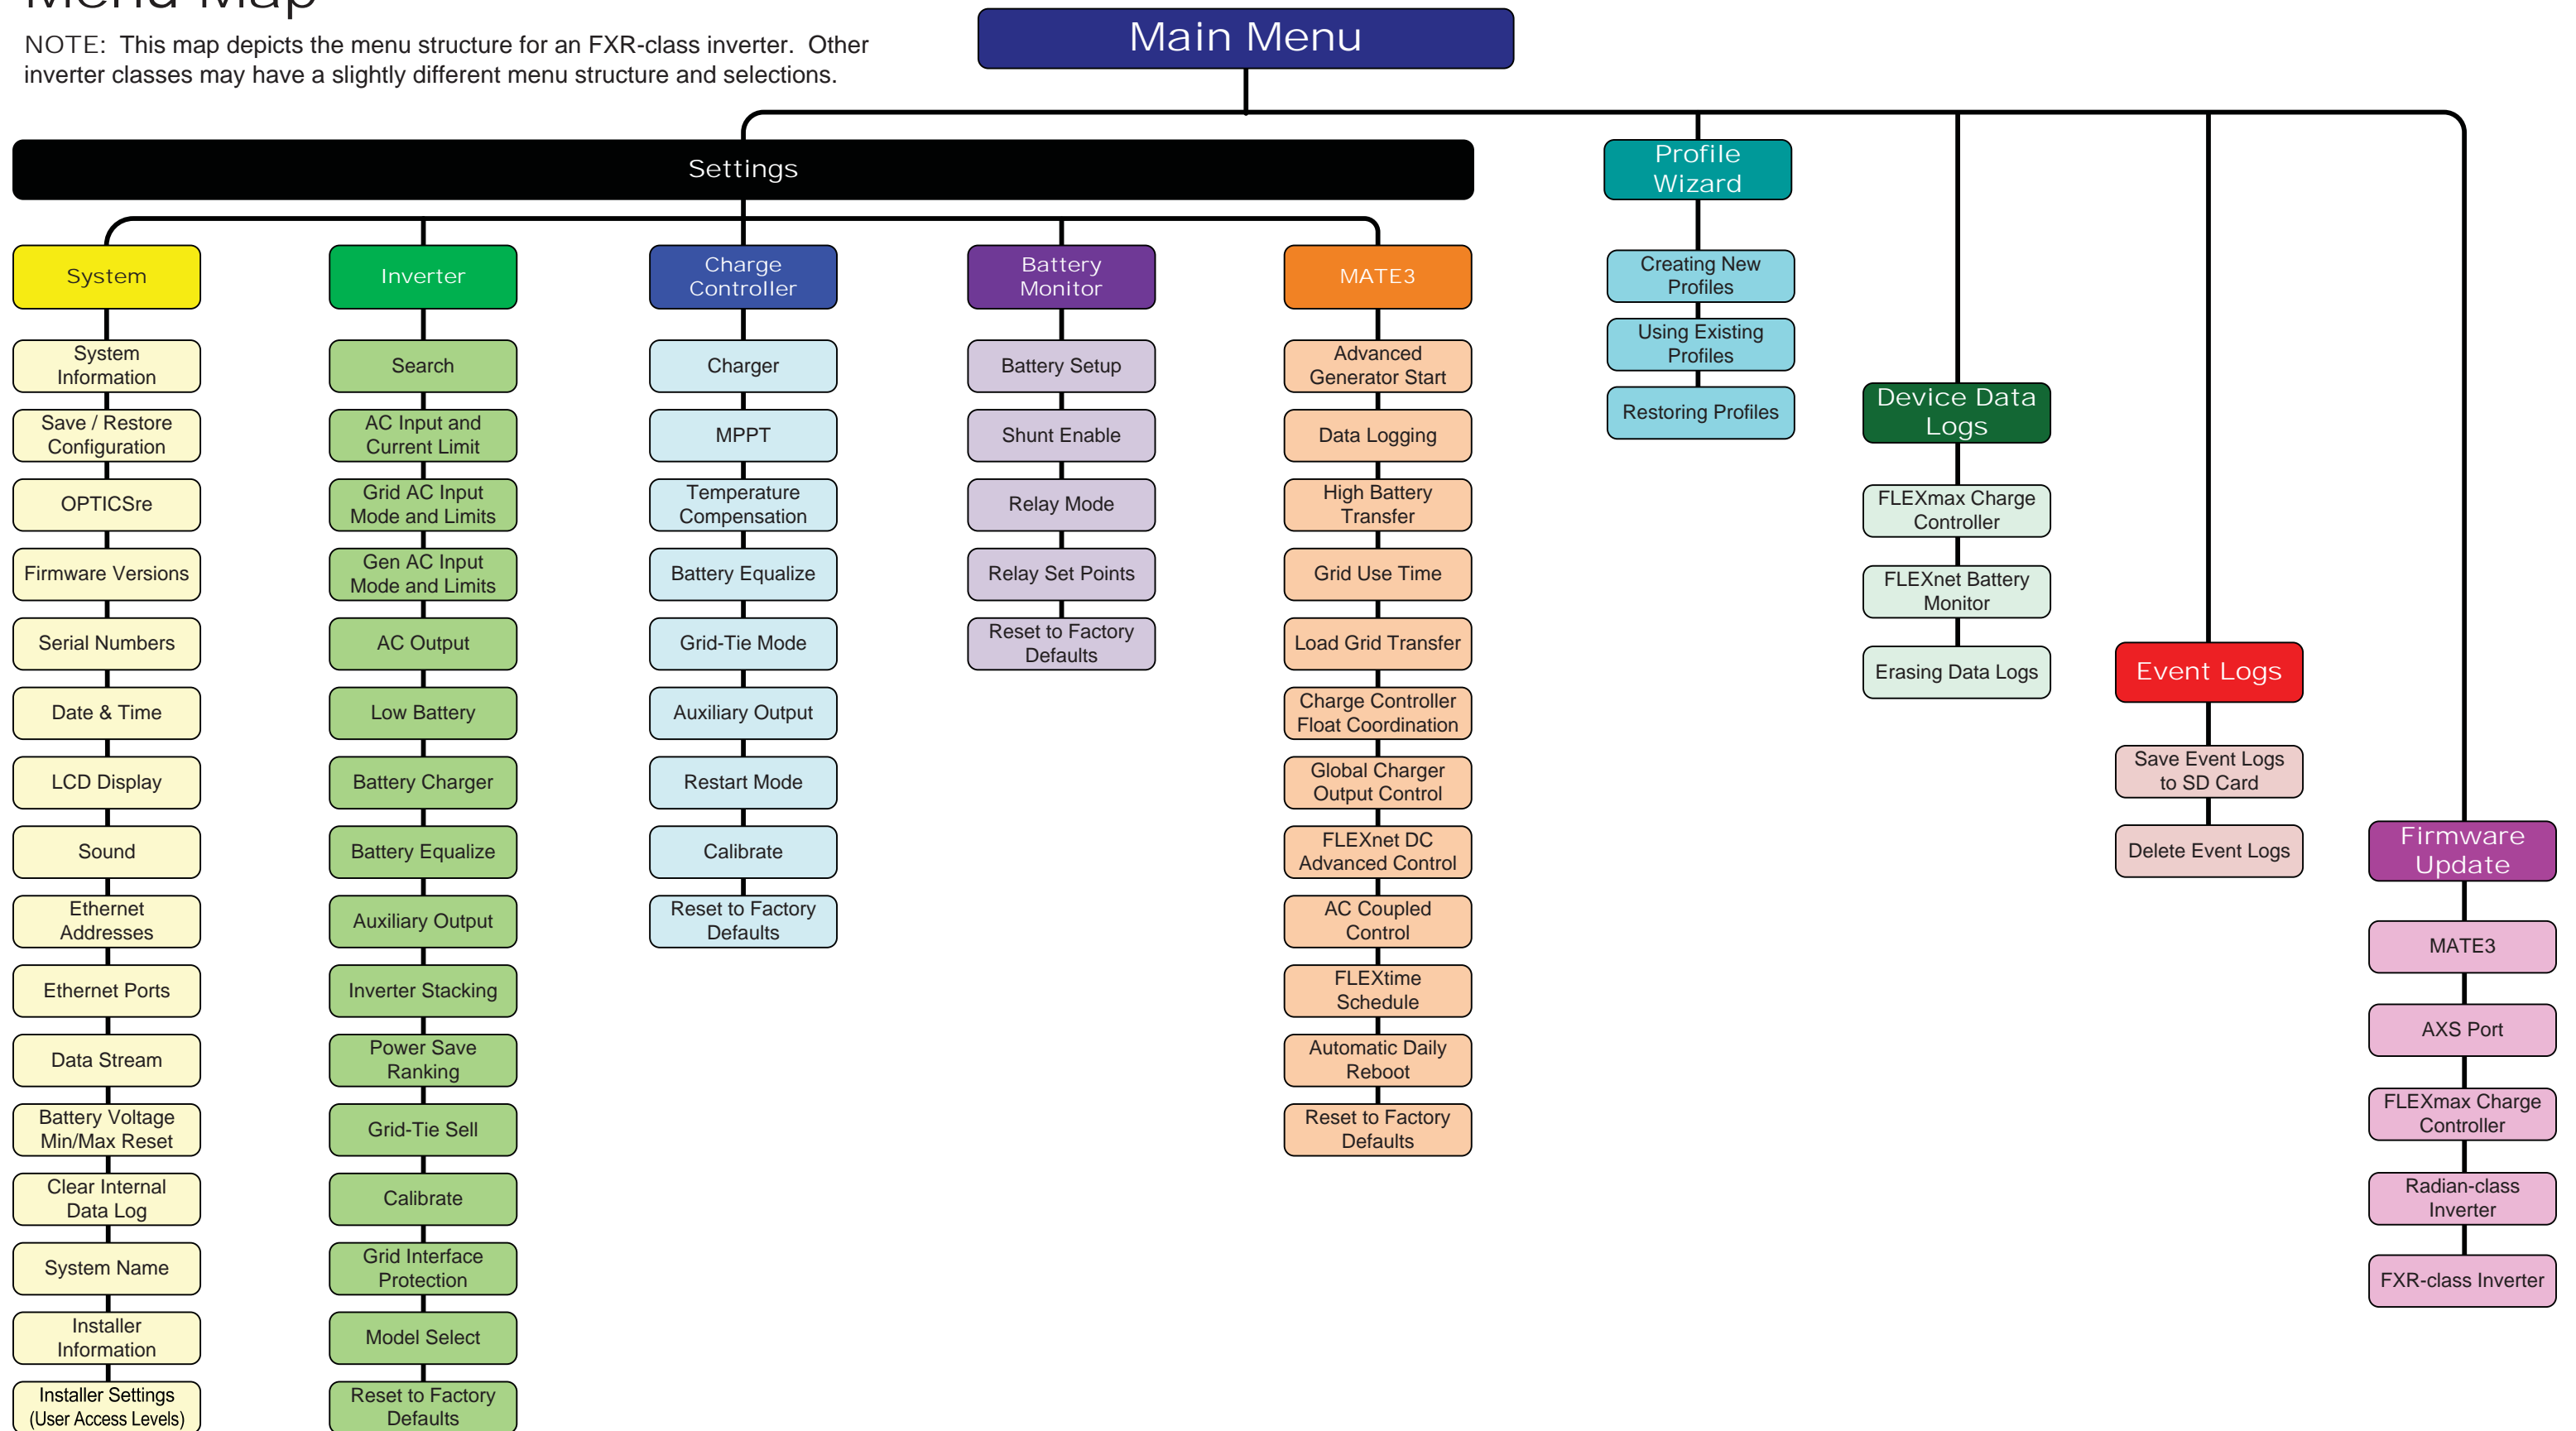 Menu Map
NOTE: This map depicts the menu structure for an FXR-class inverter. Other
inverter classes may have a slightly different menu structure and selections.
Main Menu
Settings
System
System
Information
Save / Restore
Configuration
OPTICSre
Firmware Versions
Serial Numbers
Date & Time
LCD Display
Sound
Ethernet
Addresses
Ethernet Ports
Data Stream
Battery Voltage
Min/Max Reset
Clear Internal
Data Log
System Name
Installer
Information
Installer Settings
(User Access Levels)
Inverter
Search
AC Input and
Current Limit
Grid AC Input
Mode and Limits
Gen AC Input
Mode and Limits
AC Output
Low Battery
Battery Charger
Battery Equalize
Auxiliary Output
Inverter Stacking
Power Save
Ranking
Grid-Tie Sell
Calibrate
Grid Interface
Protection
Model Select
Reset to Factory
Defaults
Charge
Controller
Charger
MPPT
Temperature
Compensation
Battery Equalize
Grid-Tie Mode
Auxiliary Output
Restart Mode
Calibrate
Reset to Factory
Defaults
Battery
Monitor
Battery Setup
Shunt Enable
Relay Mode
Relay Set Points
Reset to Factory
Defaults
MATE3
Advanced
Generator Start
Data Logging
High Battery
Transfer
Grid Use Time
Load Grid Transfer
Charge Controller
Float Coordination
Global Charger
Output Control
FLEXnet DC
Advanced Control
AC Coupled
Control
FLEXtime
Schedule
Automatic Daily
Reboot
Reset to Factory
Defaults
Profile
Wizard
Creating New
Profiles
Using Existing
Profiles
Restoring Profiles
Device Data
Logs
FLEXmax Charge
Controller
FLEXnet Battery
Monitor
Erasing Data Logs
Event Logs
Save Event Logs
to SD Card
Delete Event Logs
Firmware
Update
MATE3
AXS Port
FLEXmax Charge
Controller
Radian-class
Inverter
FXR-class Inverter